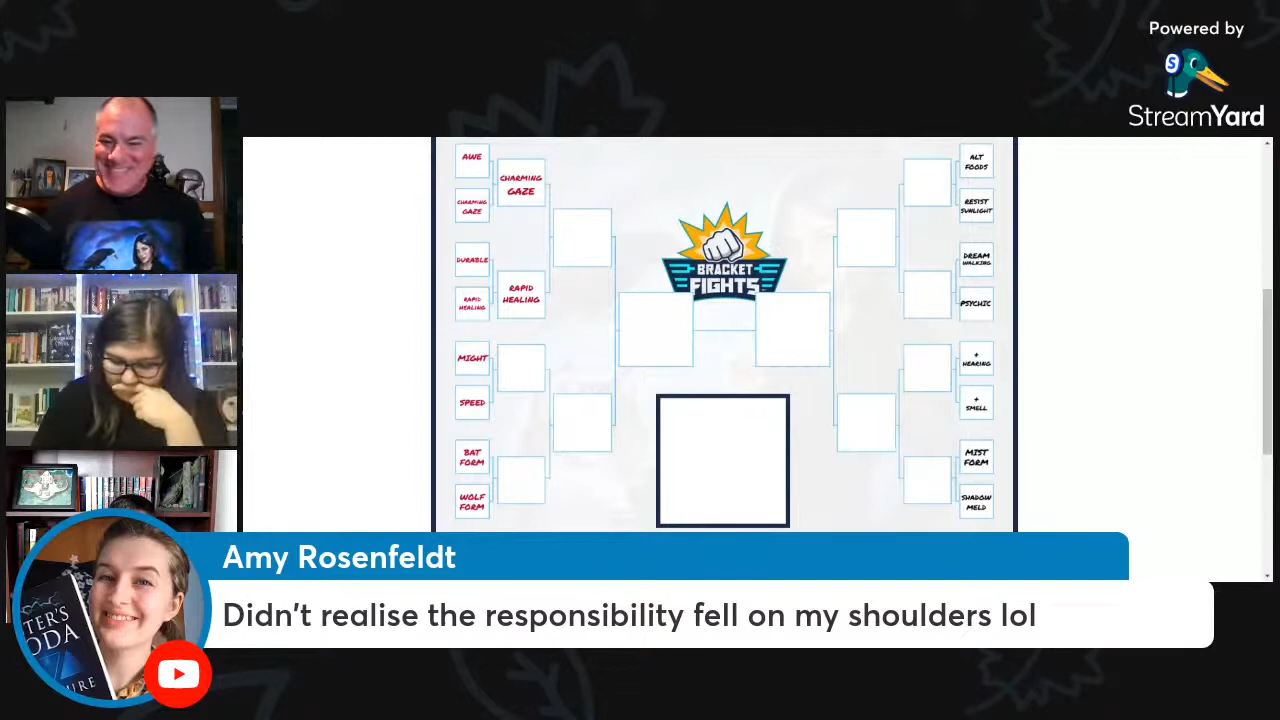 Powered by
StreamYard
AWE
CHARMING
GAZE
CHARMING
GAZE
DURABLE
RAPID
HEALING
RAPID
HEALING
MIGHT
SPEED
BAT
FORM
WOLF
FORM
BRACKET
FIGHTS
ALT
FOODS
RESIST
SUNLIGHT
DREAM
WALKING
PSYCHIC
+
HEARING
+
SMELL
MIST
FORM
SHADOW
MELD
Amy Rosenfeldt
Didn't realise the responsibility fell on my shoulders lol